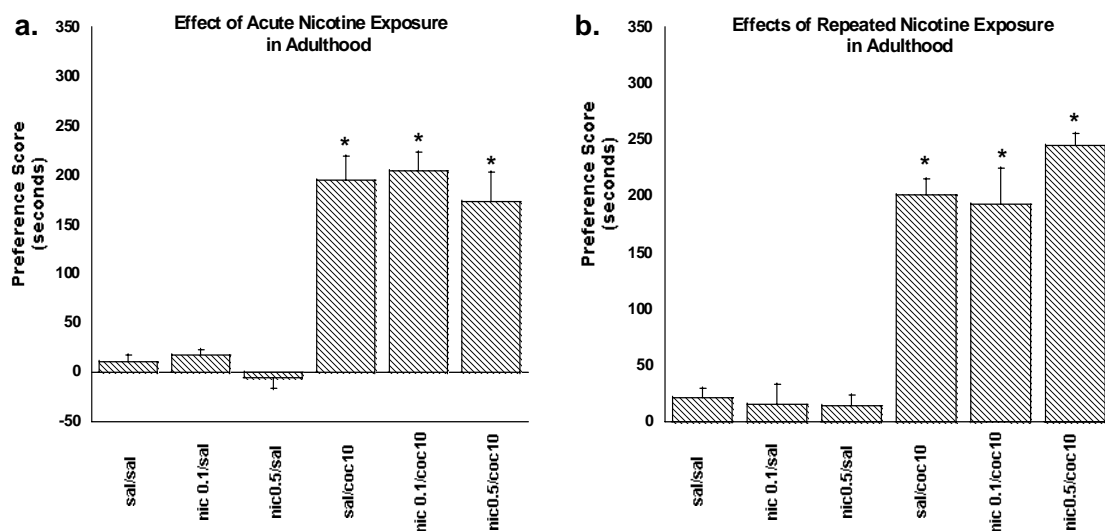 a.
Effect of Acute Nicotine Exposure
in Adulthood
350
300
250
200
150
100
50
0
-50
Preference Score
(seconds)
*
*
*
sal/sal
nic 0.1/sal
nic0.5/sal
sal/coc10
nic 0.1/coc10
nic0.5/coc10
b.
Effects of Repeated Nicotine Exposure
in Adulthood
350
300
250
200
150
100
50
0
Preference Score
(seconds)
*
*
*
sal/sal
nic 0.1/sal
nic0.5/sal
sal/coc10
nic 0.1/coc10
nic0.5/coc10